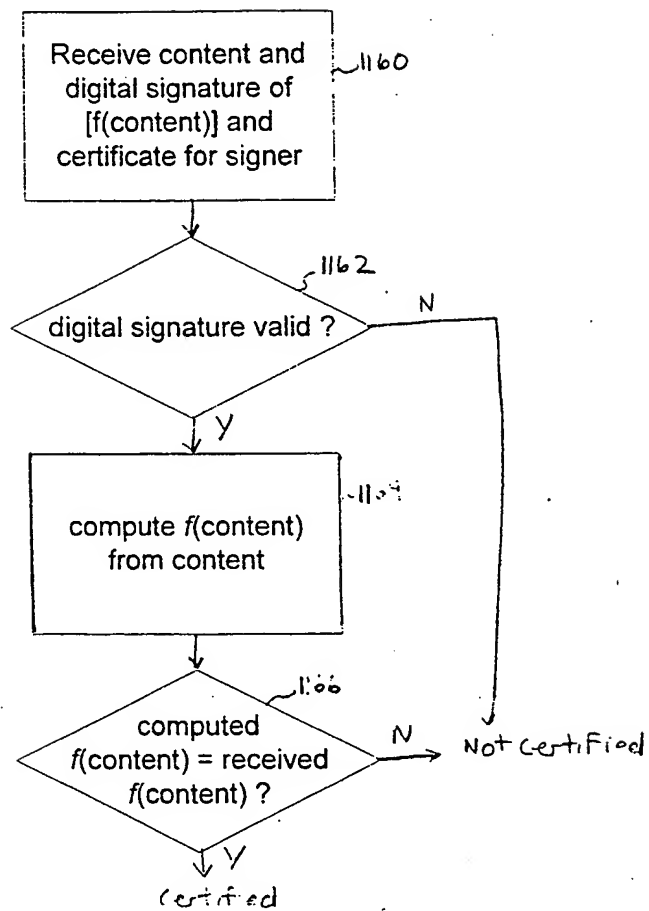 Receive content and
digital signature of
[f(content)] and
certificate for signer
1160
1162
digital signature valid ?
N
Y
compute f(content)
from content
computed
f(content) = received
f(content) ?
N
Not certified
Y
certified